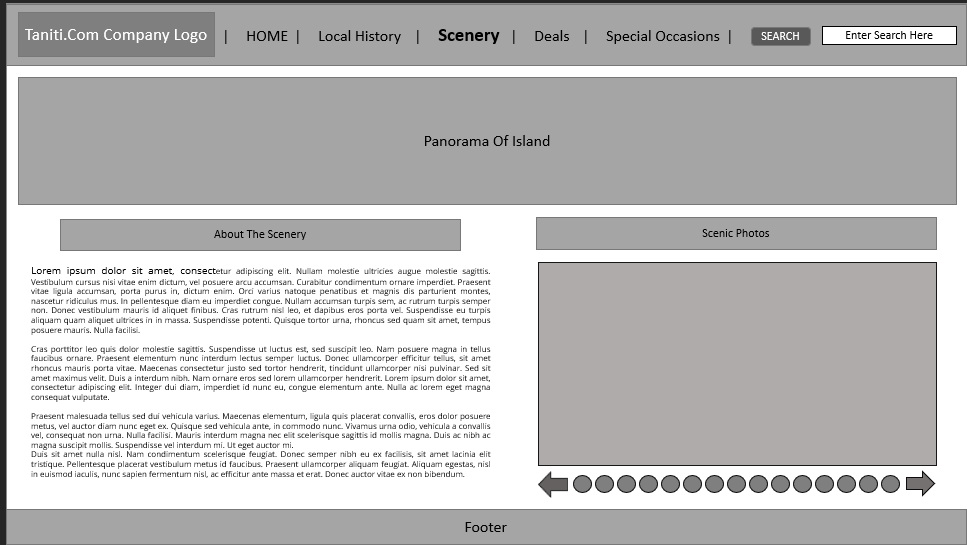 Taniti.Com Company Logo | HOME | Local History | Scenery | Deals | Special Occasions | SEARCH Enter Search Here
Panorama Of Island
About The Scenery
Lorem ipsum dolor sit amet, consectetur adipiscing elit. Nullam molestie ultricies augue molestie sagittis.
Vestibulum cursus nisi vitae enim dictum, vel posuere arcu accumsan. Curabitur condimentum ornare imperdiet. Praesent
vitae ligula accumsan, porta purus in, dictum enim. Orci varius natoque penatibus et magnis dis parturient montes,
nascetur ridiculus mus. In pellentesque diam eu imperdiet congue. Nullam accumsan turpis sem, ac rutrum turpis semper
non. Donec vestibulum mauris id aliquet finibus. Cras rutrum nisl leo, et dapibus eros porta vel. Suspendisse eu turpis
aliquam quam aliquet ultrices in in massa. Suspendisse potenti. Quisque tortor urna, rhoncus sed quam sit amet, tempus
posuere mauris. Nulla facilisi.
Cras porttitor leo quis dolor molestie sagittis. Suspendisse ut luctus est, sed suscipit leo. Nam posuere magna in tellus
faucibus ornare. Praesent elementum nunc interdum lectus semper luctus. Donec ullamcorper efficitur tellus, sit amet
rhoncus mauris porta vitae. Maecenas consectetur justo sed tortor hendrerit, tincidunt ullamcorper nisi pulvinar. Sed sit
amet maximus velit. Duis a interdum nibh. Nam ornare eros sed lorem ullamcorper hendrerit. Lorem ipsum dolor sit amet,
consectetur adipiscing elit. Integer dui diam, imperdiet id nunc eu, congue elementum ante. Nulla ac lorem eget magna
consequat vulputate.
Praesent malesuada tellus sed dui vehicula varius. Maecenas elementum, ligula quis placerat convallis, eros dolor posuere
metus, vel auctor diam nunc eget ex. Quisque sed vehicula ante, in commodo nunc. Vivamus urna odio, vehicula a convallis
vel, consequat non urna. Nulla facilisi. Mauris interdum magna nec elit scelerisque sagittis id mollis magna. Duis ac nibh ac
magna suscipit mollis. Suspendisse vel interdum mi. Ut eget auctor mi.
Duis sit amet nulla nisl. Nam condimentum scelerisque feugiat. Donec semper nibh eu ex facilisis, sit amet lacinia elit
tristique. Pellentesque placerat vestibulum metus id faucibus. Praesent ullamcorper aliquam feugiat. Aliquam egestas, nisl
in euismod iaculis, nunc sapien fermentum nisl, ac efficitur ante massa et erat. Donec auctor vitae ex non bibendum.
Scenic Photos
Footer